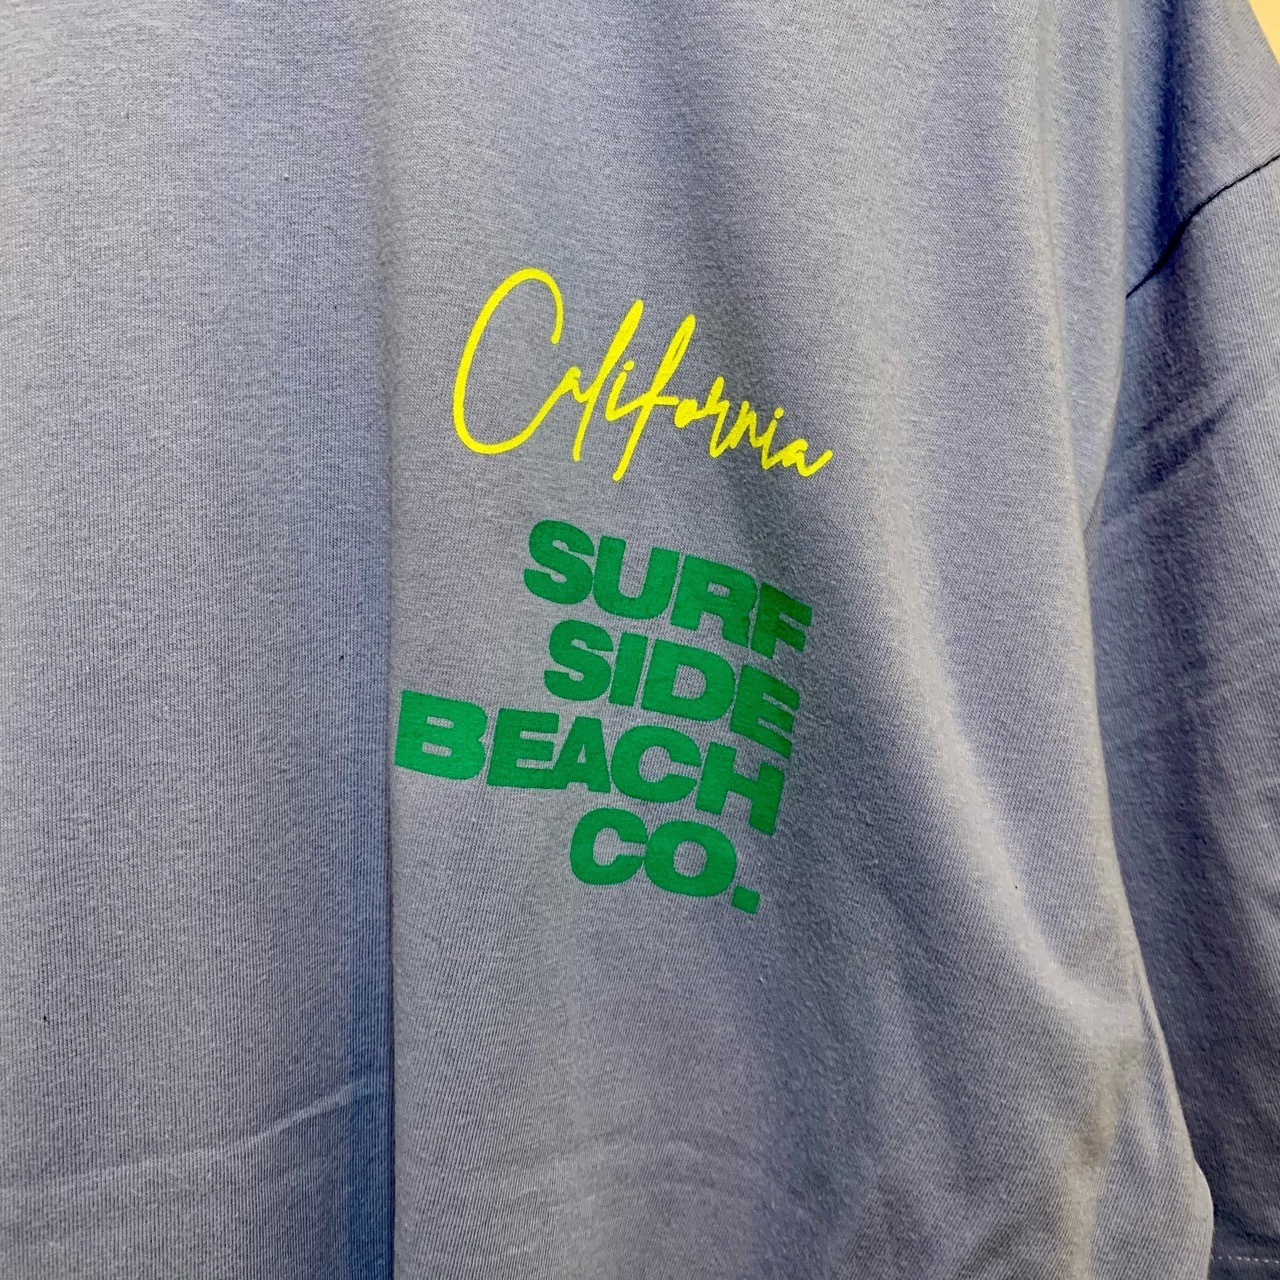 California
SURF
SIDE
BEACH
CO.